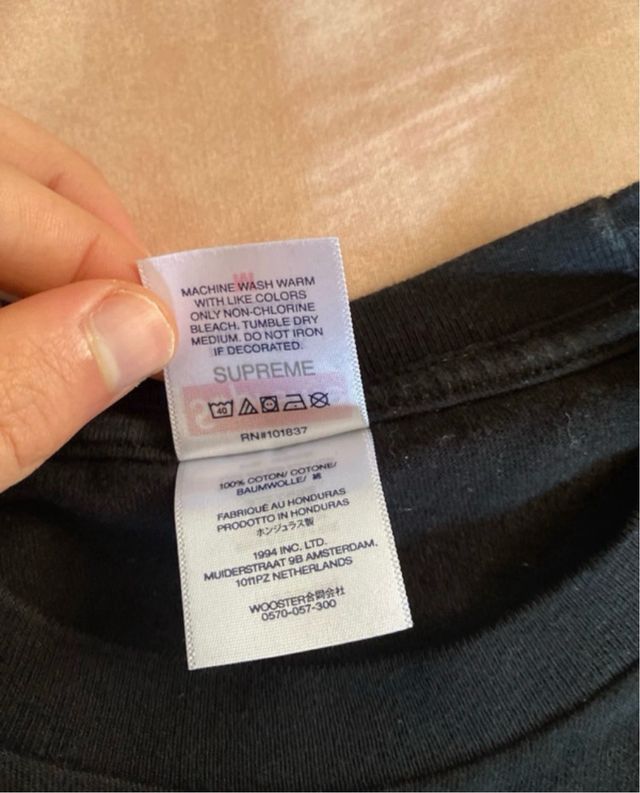 MACHINE WASH WARM
WITH LIKE COLORS
ONLY NON-CHLORINE
BLEACH. TUMBLE DRY
MEDIUM. DO NOT IRON
IF DECORATED.
SUPREME
40
RN#101837
100% COTON/ COTONE/
BAUMWOLLE/ 綿
FABRIQUÉ AU HONDURAS
PRODOTTO IN HONDURAS
ホンジュラス製
1994 INC. LTD.
MUIDERSTRAAT 9B AMSTERDAM.
1011PZ NETHERLANDS
WOOSTER合同会社
0570-057-300